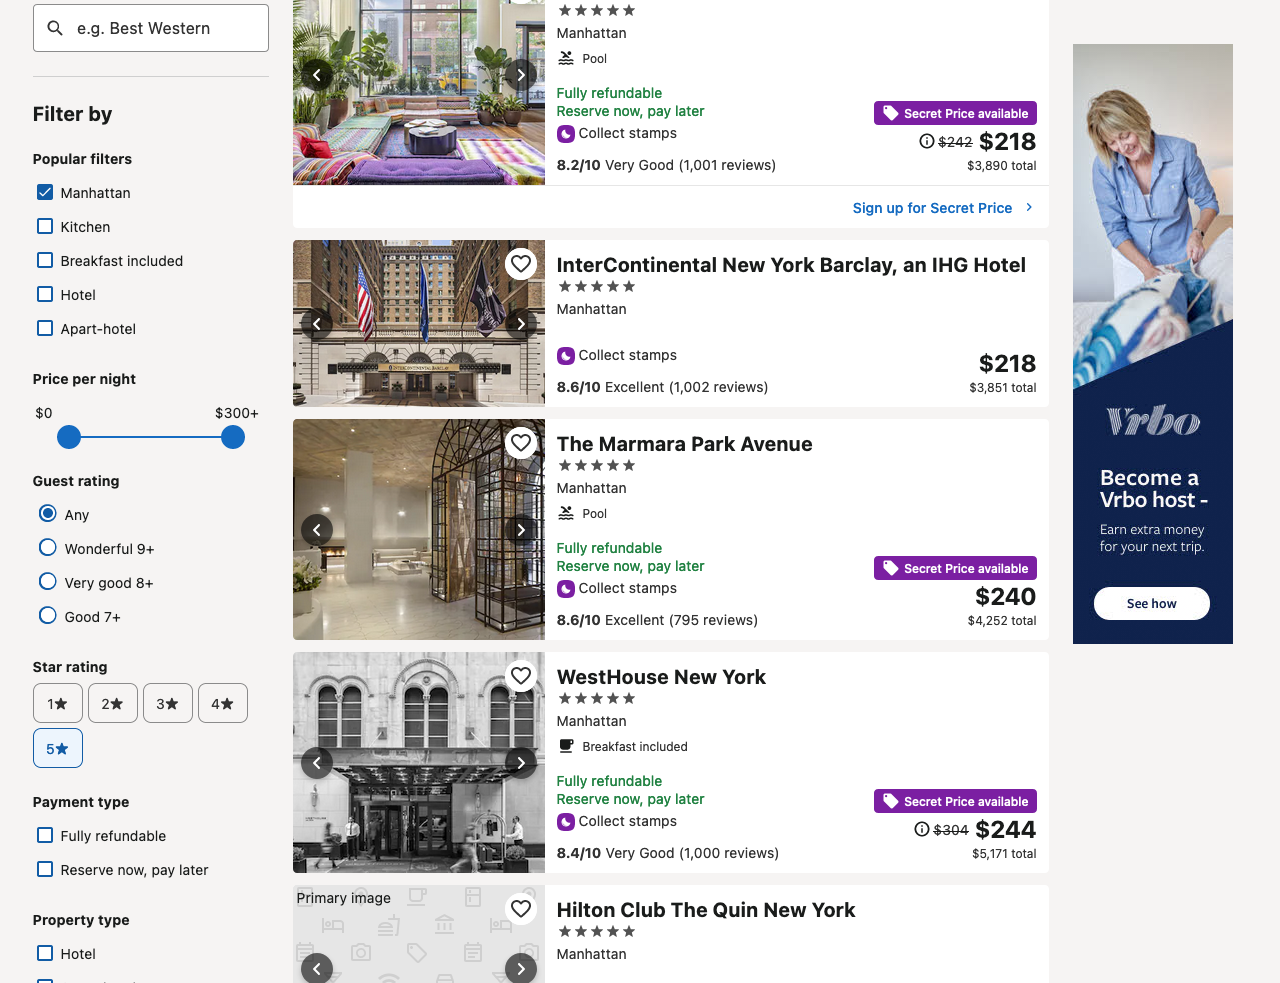 e.g. Best Western
Filter by
Popular filters
Manhattan
Kitchen
Breakfast included
Hotel
Apart-hotel
Price per night
$0
$300+
Guest rating
Any
Wonderful 9+
Very good 8+
Good 7+
Star rating
1★
2★
3★
4★
5★
Payment type
Fully refundable
Reserve now, pay later
Property type
Hotel
Manhattan
Pool
Fully refundable
Reserve now, pay later
Collect stamps
8.2/10 Very Good (1,001 reviews)
Secret Price available
$242 $218
$3,890 total
Sign up for Secret Price
InterContinental New York Barclay, an IHG Hotel
Manhattan
Collect stamps
8.6/10 Excellent (1,002 reviews)
$218
$3,851 total
INTERCONTINENTAL BARCLAY
The Marmara Park Avenue
Manhattan
Pool
Fully refundable
Reserve now, pay later
Collect stamps
8.6/10 Excellent (795 reviews)
Secret Price available
$240
$4,252 total
WestHouse New York
Manhattan
Breakfast included
Fully refundable
Reserve now, pay later
Collect stamps
8.4/10 Very Good (1,000 reviews)
Secret Price available
$304 $244
$5,171 total
Primary image
Hilton Club The Quin New York
Manhattan
Vrbo
Become a
Vrbo host -
Earn extra money
for your next trip.
See how